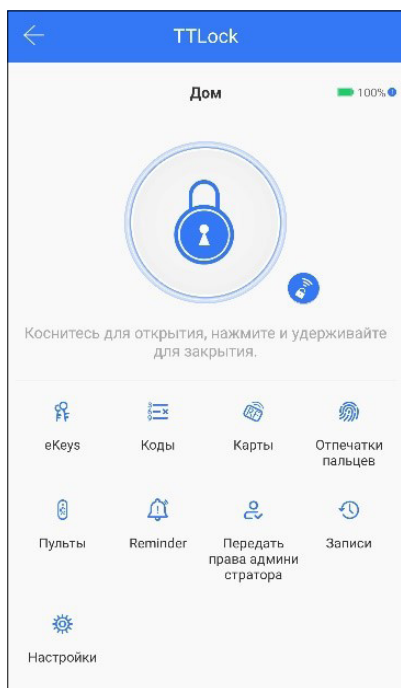 TTLock
Дом
100%
Коснитесь для открытия, нажмите и удерживайте
для закрытия.
eKeys
Коды
Карты
Отпечатки
пальцев
Пульты
Reminder
Передать
права админи
стратора
Записи
Настройки